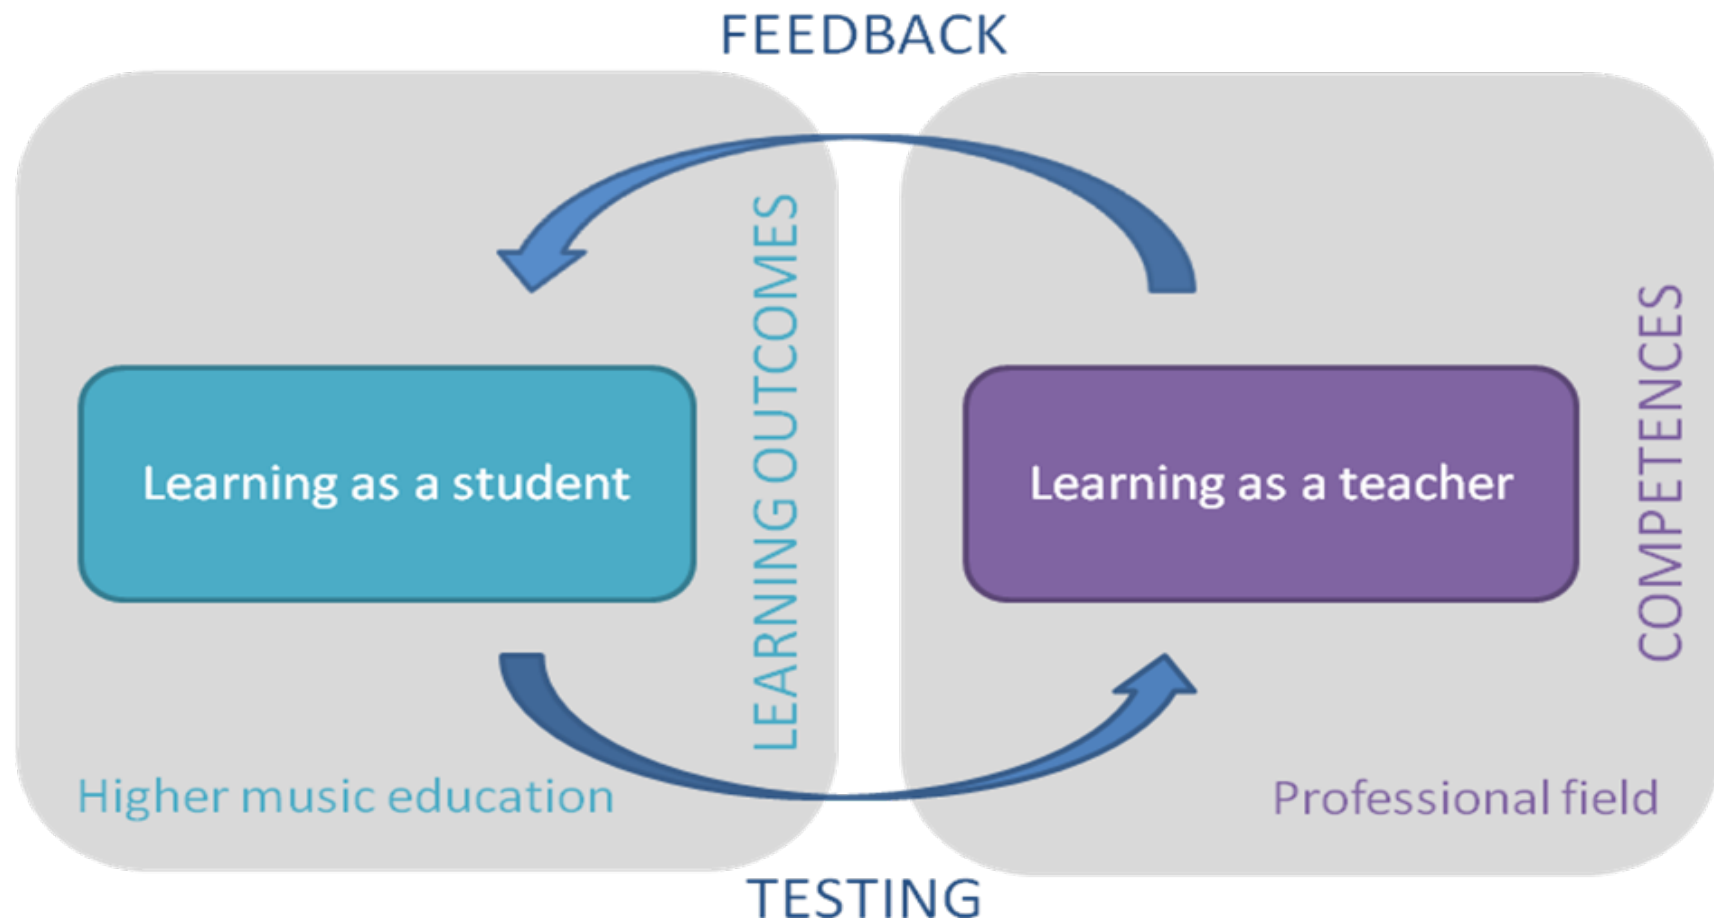 FEEDBACK
Learning as a student
LEARNING OUTCOMES
Higher music education
Learning as a teacher
COMPETENCES
Professional field
TESTING